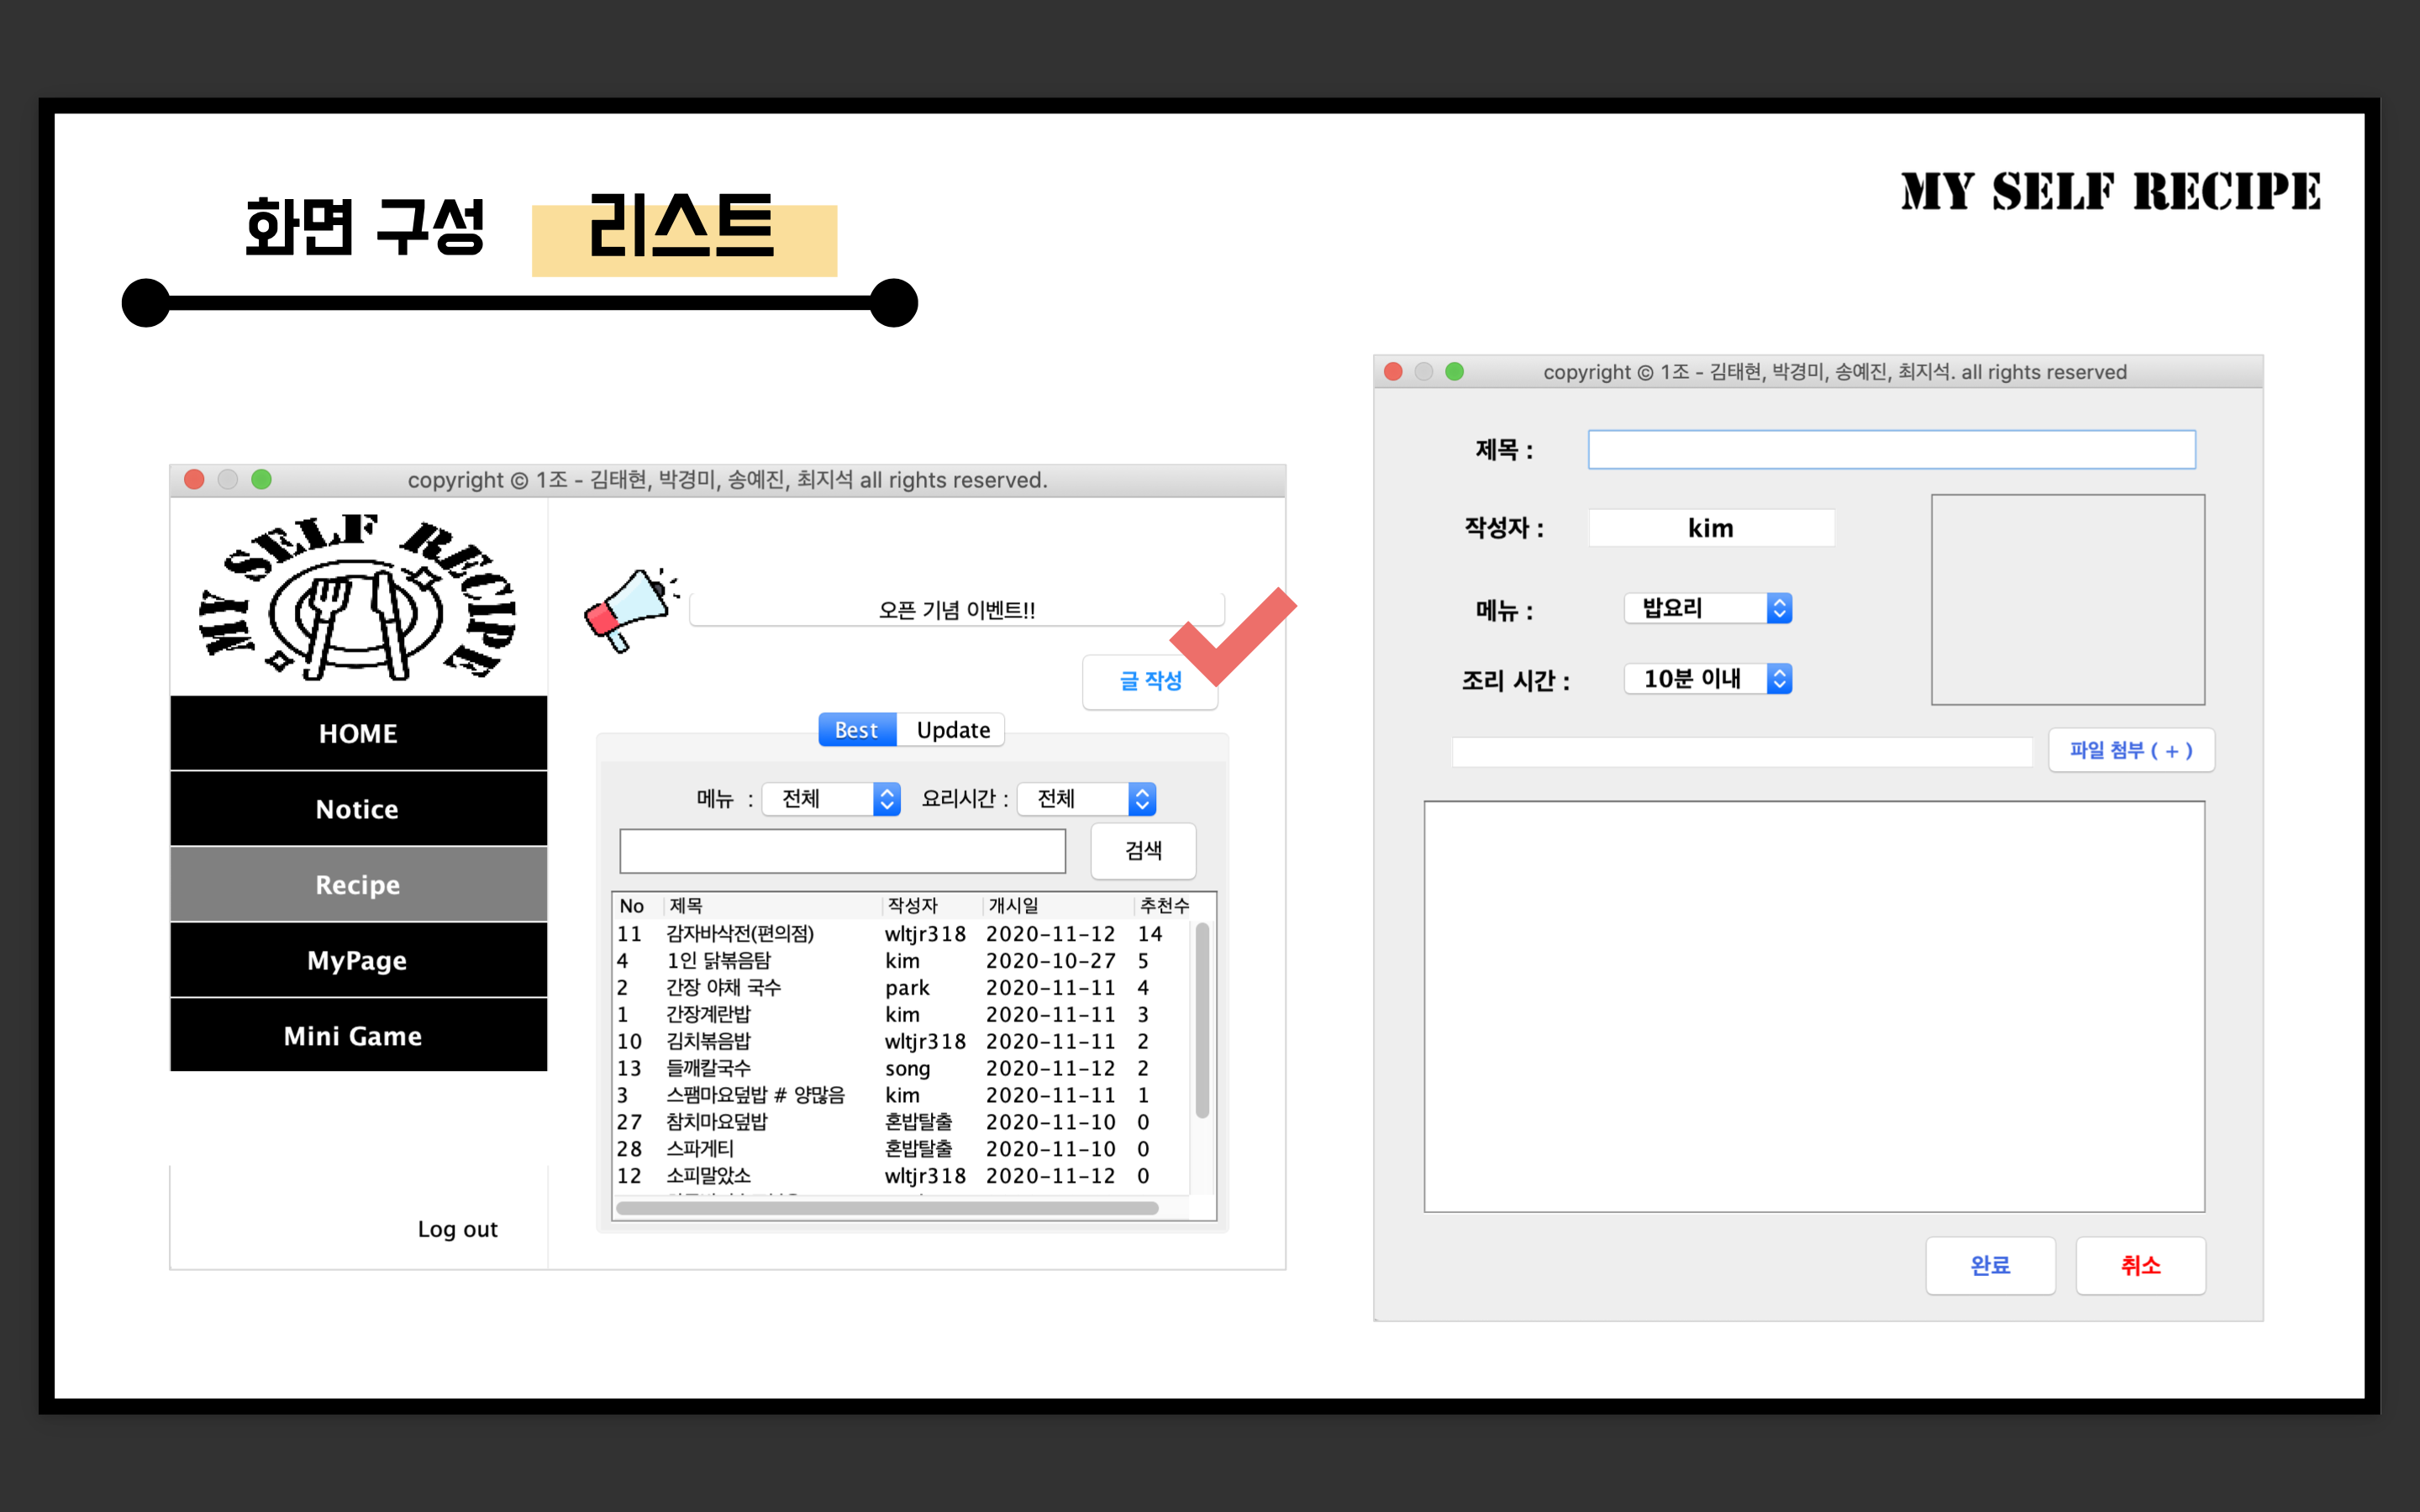 화면 구성 리스트
MY SELF RECIPE
copyright © 1조 - 김태현, 박경미, 송예진, 최지석 all rights reserved.
MY SELF RECIPE
HOME
Notice
Recipe
MyPage
Mini Game
Log out
오픈 기념 이벤트!!
글 작성
Best Update
메뉴 : 전체 요리시간 : 전체
검색
No 제목 작성자 개시일 추천수
11 감자바삭전(편의점) wltjr318 2020-11-12 14
4 1인 닭볶음탐 kim 2020-10-27 5
2 간장 야채 국수 park 2020-11-11 4
1 간장계란밥 kim 2020-11-11 3
10 김치볶음밥 wltjr318 2020-11-11 2
13 들깨칼국수 song 2020-11-12 2
3 스팸마요덮밥 # 양많음 kim 2020-11-11 1
27 참치마요덮밥 혼밥탈출 2020-11-10 0
28 스파게티 혼밥탈출 2020-11-10 0
12 소피말았소 wltjr318 2020-11-12 0
copyright © 1조 - 김태현, 박경미, 송예진, 최지석. all rights reserved
제목 :
작성자 : kim
메뉴 : 밥요리
조리 시간 : 10분 이내
파일 첨부 ( + )
완료 취소